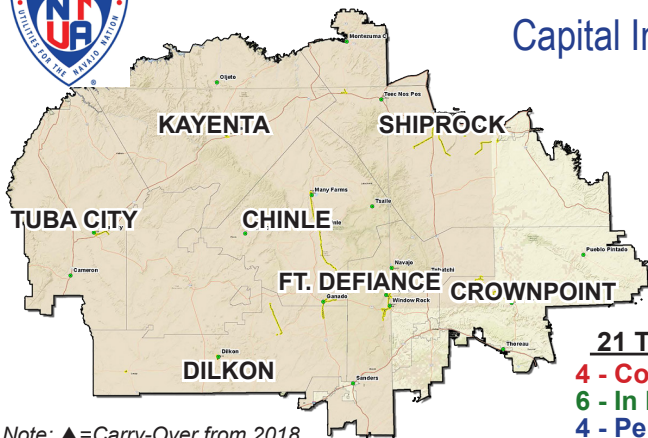 NTUA
UTILITIES FOR THE NAVAJO NATION
®
Capital In
Montezuma C
Oljeto
Teec Nos Pos
KAYENTA
SHIPROCK
Many Farms
Tsaile
TUBA CITY
CHINLE
Pueblo Pintado
Navajo
Cameron
FT. DEFIANCE
CROWNPOINT
Ganado
Window Rock
21 T
Thoreau
Dilkon
DILKON
4 - Co
Sanders
6 - In
4 - Pe
Note: ▲=Carry-Over from 2018